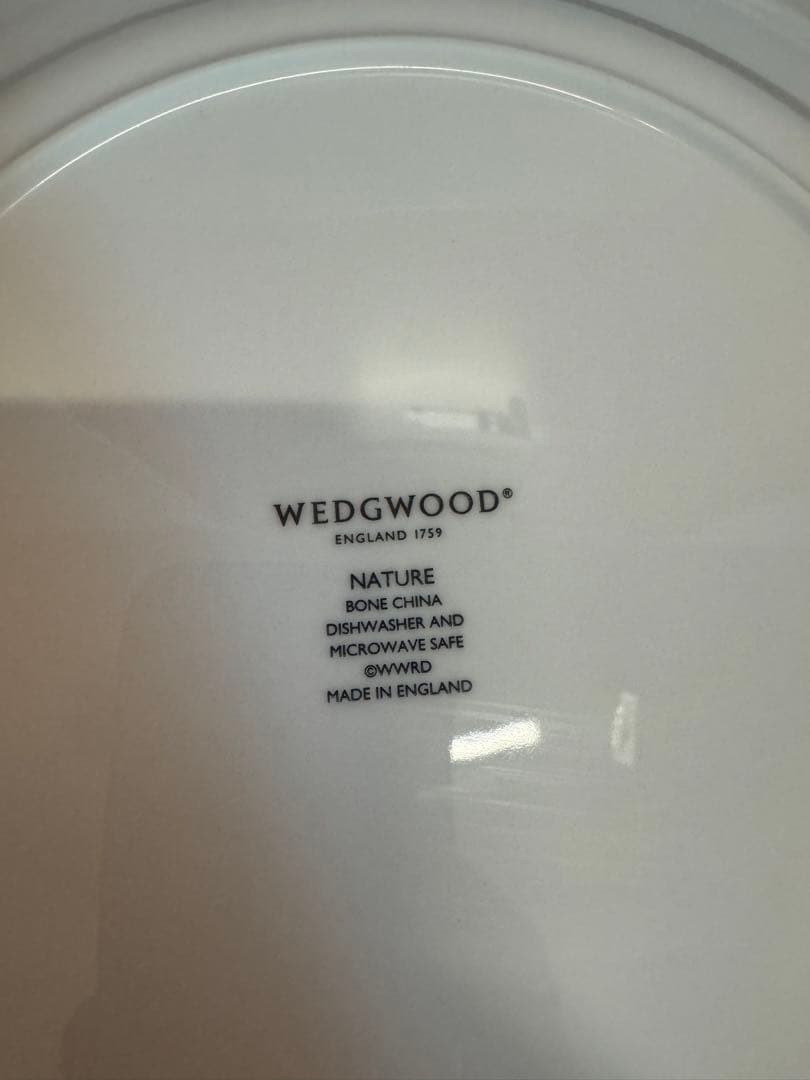 WEDGWOOD®
ENGLAND 1759
NATURE
BONE CHINA
DISHWASHER AND
MICROWAVE SAFE
©WWRD
MADE IN ENGLAND